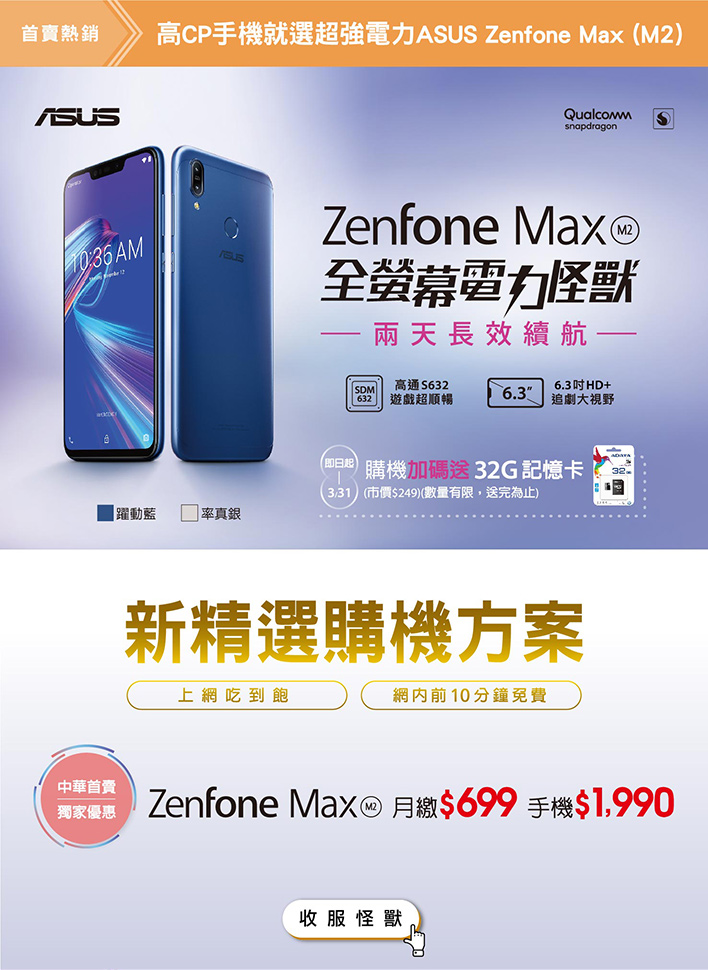 首賣熱銷
高CP手機就選超強電力ASUS Zenfone Max (M2)
ASUS
Qualcomm
snapdragon
10:36 AM
ASUS
Zenfone Max M2
全螢幕電力怪獸
兩天長效續航
SDM
632
高通S632
遊戲超順暢
6.3"
6.3吋HD+
追劇大視野
即日起
3/31
購機加碼送 32G 記憶卡
(市價$249)(數量有限，送完為止)
ADATA
32
躍動藍
率真銀
新精選購機方案
上網吃到飽
網內前10分鐘免費
中華首賣
獨家優惠
Zenfone Max M2 月繳$699 手機$1,990
收服怪獸